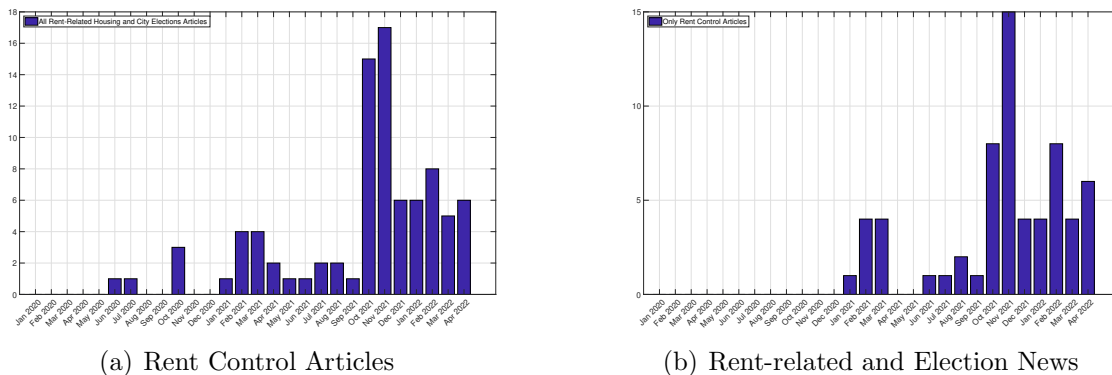 18
All Rent-Related Housing and City Elections Articles
16
14
12
10
8
6
4
2
0
Jan 2020
Feb 2020
Mar 2020
Apr 2020
May 2020
Jun 2020
Jul 2020
Aug 2020
Sep 2020
Oct 2020
Nov 2020
Dec 2020
Jan 2021
Feb 2021
Mar 2021
Apr 2021
May 2021
Jun 2021
Jul 2021
Aug 2021
Sep 2021
Oct 2021
Nov 2021
Dec 2021
Jan 2022
Feb 2022
Mar 2022
Apr 2022
(a) Rent Control Articles
15
Only Rent Control Articles
10
5
0
Jan 2020
Feb 2020
Mar 2020
Apr 2020
May 2020
Jun 2020
Jul 2020
Aug 2020
Sep 2020
Oct 2020
Nov 2020
Dec 2020
Jan 2021
Feb 2021
Mar 2021
Apr 2021
May 2021
Jun 2021
Jul 2021
Aug 2021
Sep 2021
Oct 2021
Nov 2021
Dec 2021
Jan 2022
Feb 2022
Mar 2022
Apr 2022
(b) Rent-related and Election News